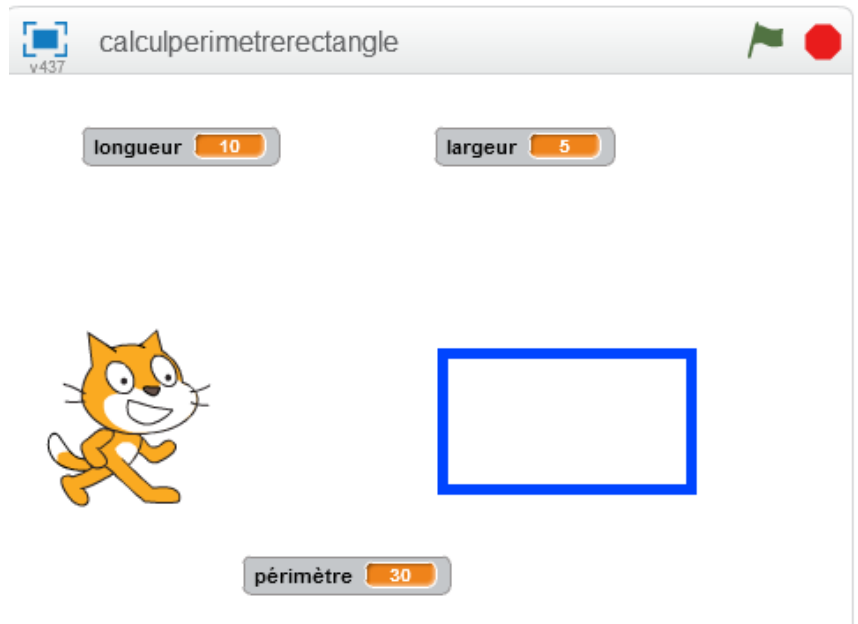 calculperimetrerectangle
v437
longueur 10
largeur 5
périmètre 30